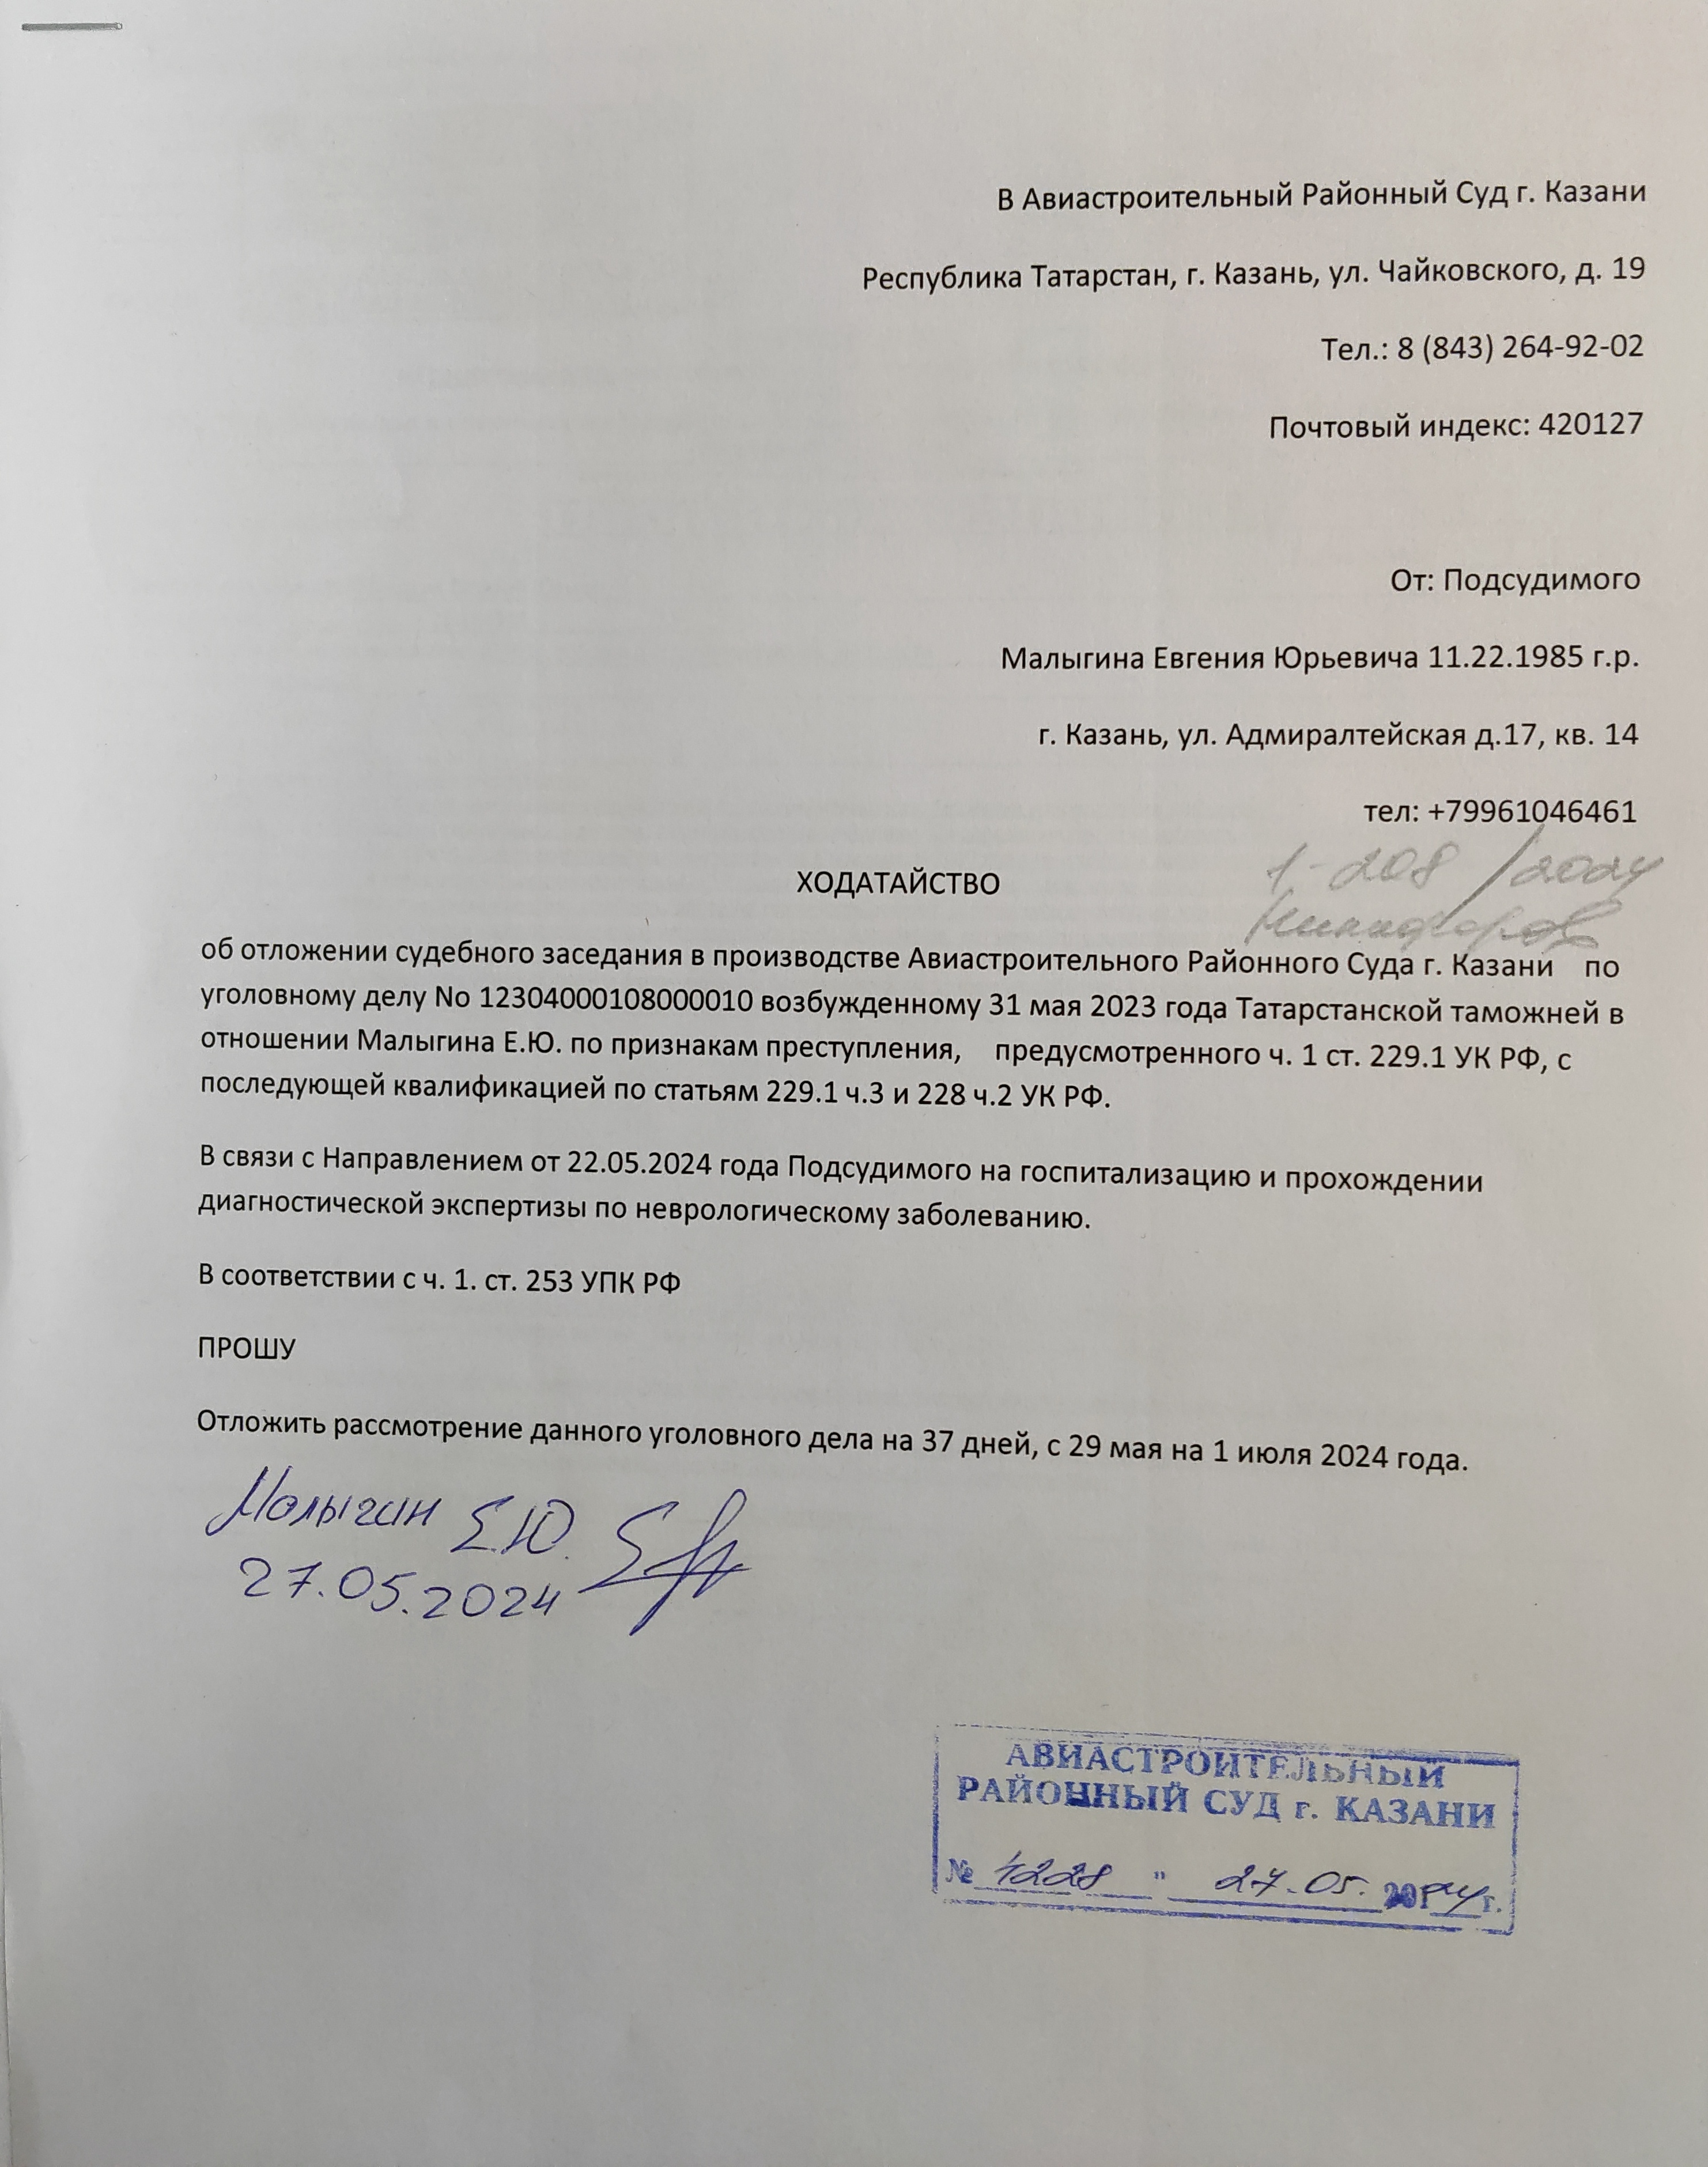 В Авиастроительный Районный Суд г. Казани
Республика Татарстан, г. Казань, ул. Чайковского, д. 19
Тел.: 8 (843) 264-92-02
Почтовый индекс: 420127
От: Подсудимого
Малыгина Евгения Юрьевича 11.22.1985 г.р.
г. Казань, ул. Адмиралтейская д.17, кв. 14
тел: +79961046461
1-208/2024
ХОДАТАЙСТВО
Никифоров
об отложении судебного заседания в производстве Авиастроительного Районного Суда г. Казани по
уголовному делу No 12304000108000010 возбужденному 31 мая 2023 года Татарстанской таможней в
отношении Малыгина Е.Ю. по признакам преступления, предусмотренного ч. 1 ст. 229.1 УК РФ, с
последующей квалификацией по статьям 229.1 ч.3 и 228 ч.2 УК РФ.
В связи с Направлением от 22.05.2024 года Подсудимого на госпитализацию и прохождении
диагностической экспертизы по неврологическому заболеванию.
В соответствии с ч. 1. ст. 253 УПК РФ
ПРОШУ
Отложить рассмотрение данного уголовного дела на 37 дней, с 29 мая на 1 июля 2024 года.
Малыгин Е.Ю.
27.05.2024
АВИАСТРОИТЕЛЬНЫЙ
РАЙОННЫЙ СУД г. КАЗАНИ
№ 4228 " 27.05. 2024 г.